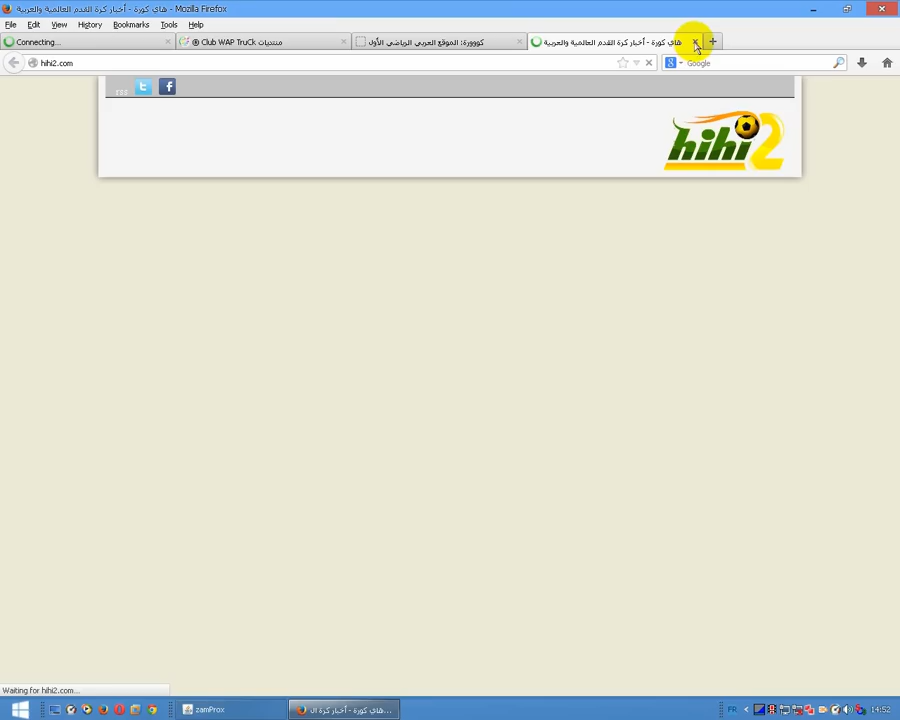 هاي كورة - أخبار كرة القدم العالمية والعربية - Mozilla Firefox
File Edit View History Bookmarks Tools Help
Connecting...
منتديات Club WAP TruCk ®
كووورة: الموقع العربي الرياضي الأول
هاي كورة - أخبار كرة القدم العالمية والعربية
hihi2.com
Google
rss
hihi2
Waiting for hihi2.com...
zamProx
هاي كورة - أخبار كرة ال...
FR
14:52